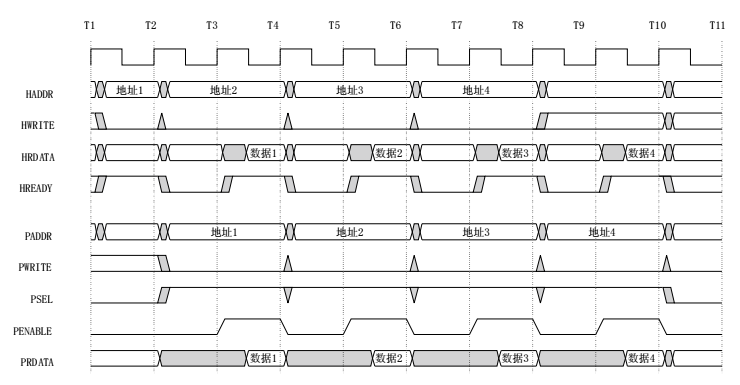 T1 T2 T3 T4 T5 T6 T7 T8 T9 T10 T11
HADDR 地址1 地址2 地址3 地址4
HWRITE
HRDATA 数据1 数据2 数据3 数据4
HREADY
PADDR 地址1 地址2 地址3 地址4
PWRITE
PSEL
PENABLE
PRDATA 数据1 数据2 数据3 数据4